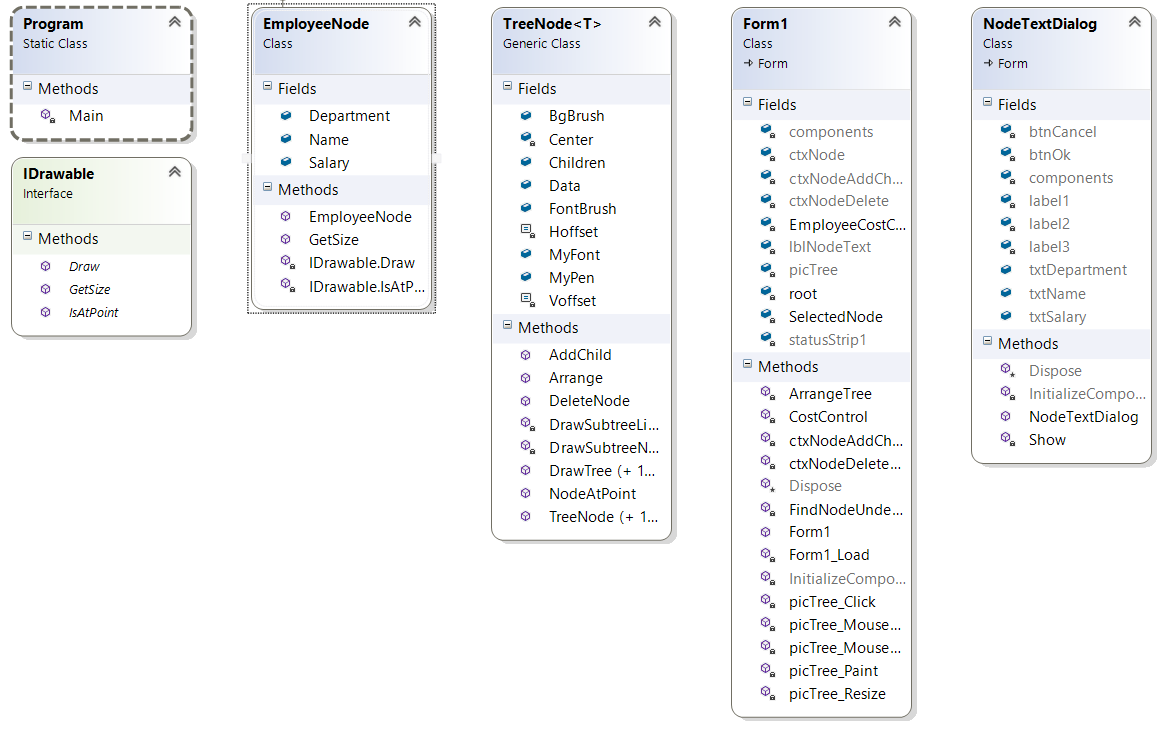 Program
Static Class
Methods
Main
IDrawable
Interface
Methods
Draw
GetSize
IsAtPoint
EmployeeNode
Class
Fields
Department
Name
Salary
Methods
EmployeeNode
GetSize
IDrawable.Draw
IDrawable.IsAtP...
TreeNode<T>
Generic Class
Fields
BgBrush
Center
Children
Data
FontBrush
Hoffset
MyFont
MyPen
Voffset
Methods
AddChild
Arrange
DeleteNode
DrawSubtreeLi...
DrawSubtreeN...
DrawTree (+ 1...
NodeAtPoint
TreeNode (+ 1...
Form1
Class
Form
Fields
components
ctxNode
ctxNodeAddCh...
ctxNodeDelete
EmployeeCostC...
lblNodeText
picTree
root
SelectedNode
statusStrip1
Methods
ArrangeTree
CostControl
ctxNodeAddCh...
ctxNodeDelete...
Dispose
FindNodeUnde...
Form1
Form1_Load
InitializeCompo...
picTree_Click
picTree_Mouse...
picTree_Mouse...
picTree_Paint
picTree_Resize
NodeTextDialog
Class
Form
Fields
btnCancel
btnOk
components
label1
label2
label3
txtDepartment
txtName
txtSalary
Methods
Dispose
InitializeCompo...
NodeTextDialog
Show